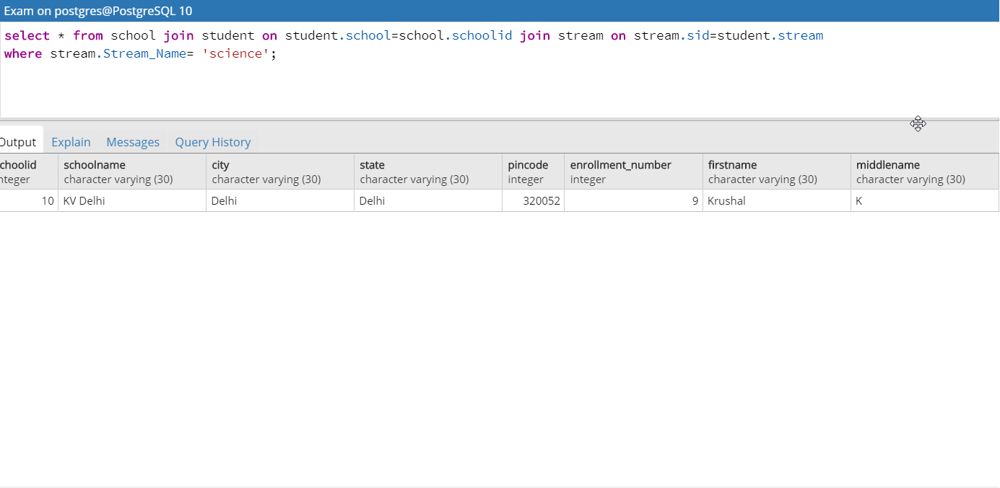 Exam on postgres@PostgreSQL 10
select * from school join student on student.school=school.schoolid join stream on stream.sid=student.stream
where stream.Stream_Name= 'science';
Output Explain Messages Query History
choolid schoolname city state pincode enrollment_number firstname middlename
nteger character varying (30) character varying (30) character varying (30) integer integer character varying (30) character varying (30)
10 KV Delhi Delhi Delhi 320052 9 Krushal K